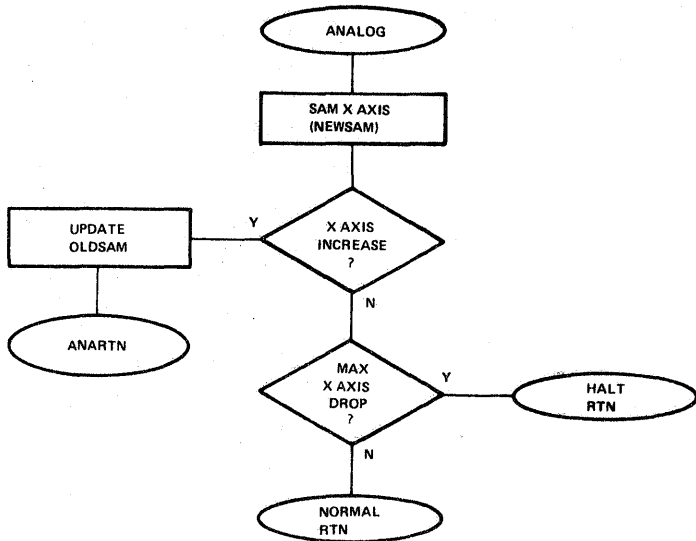 ANALOG
SAM X AXIS
(NEWSAM)
Y
UPDATE
OLDSAM
X AXIS
INCREASE
?
N
ANARTN
MAX
X AXIS
DROP
?
Y
HALT
RTN
N
NORMAL
RTN